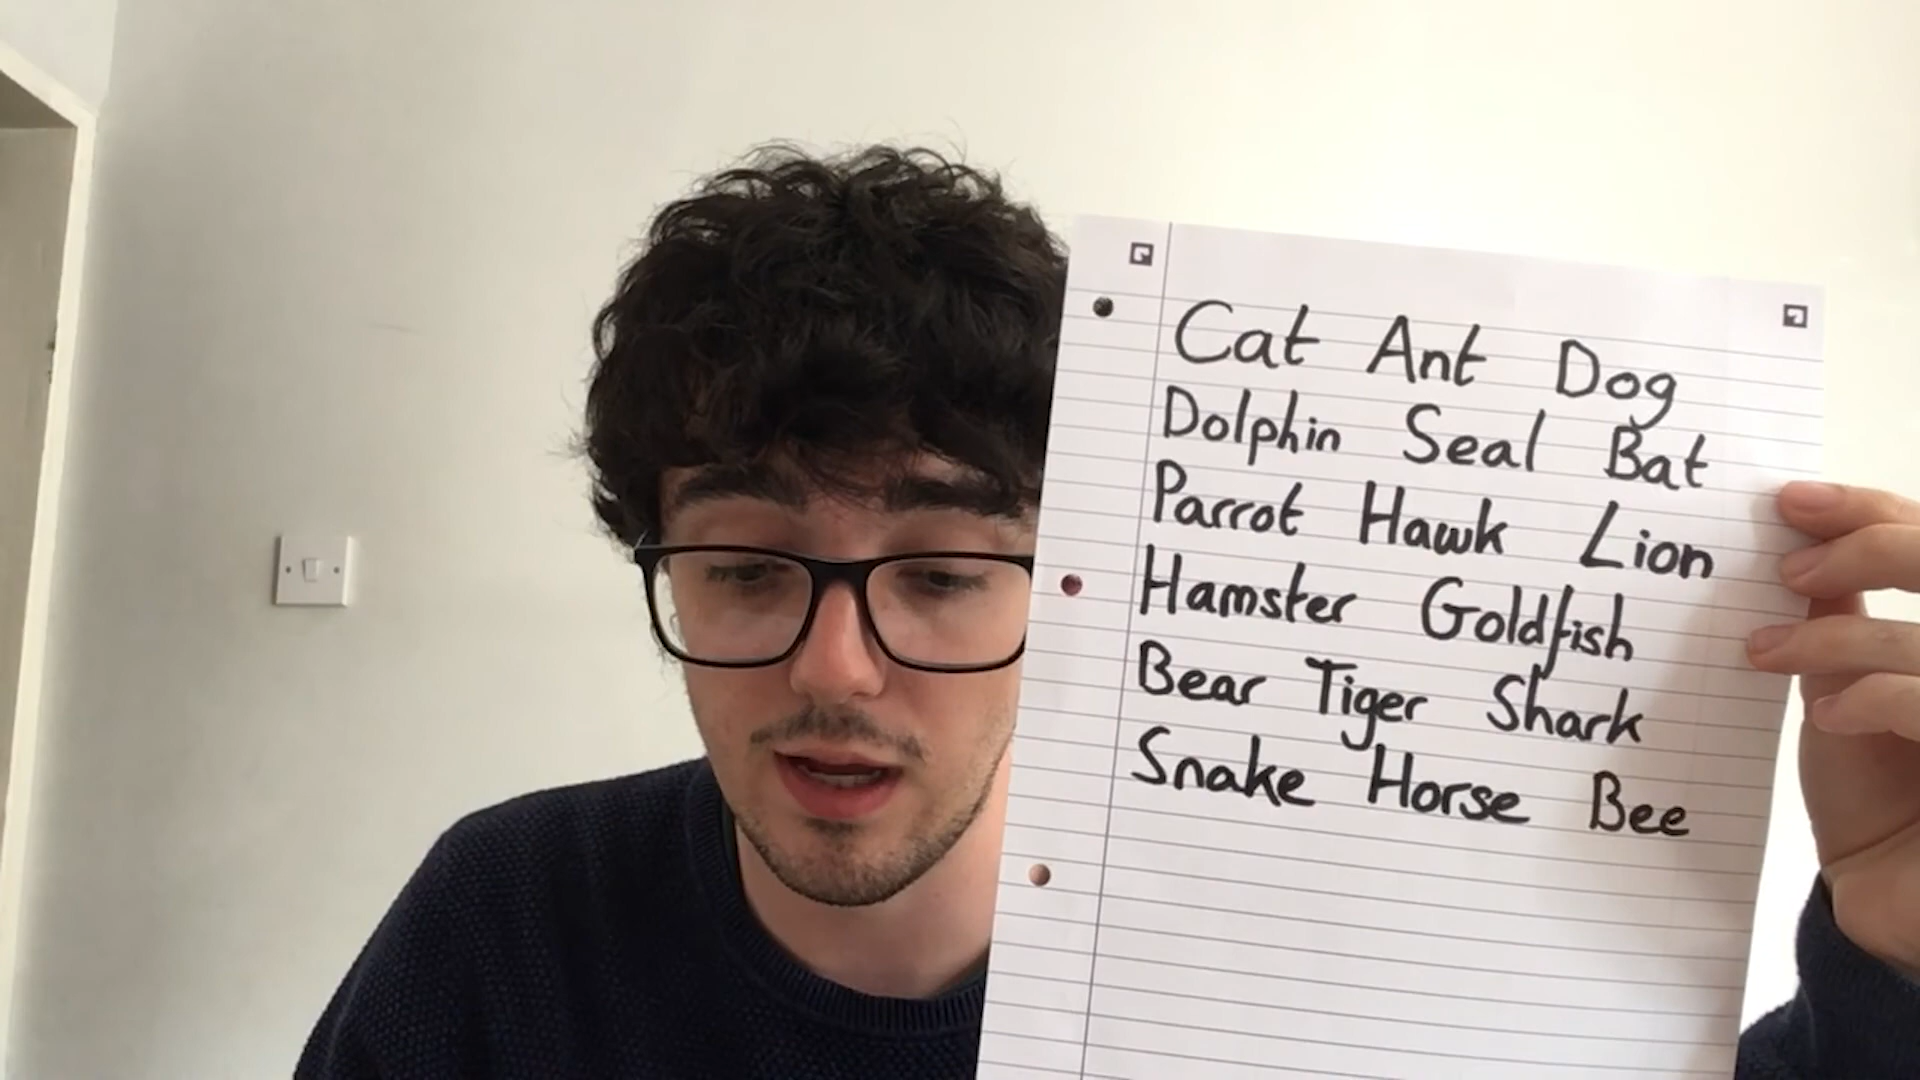 Cat Ant Dog
Dolphin Seal Bat
Parrot Hawk Lion
Hamster Goldfish
Bear Tiger Shark
Snake Horse Bee